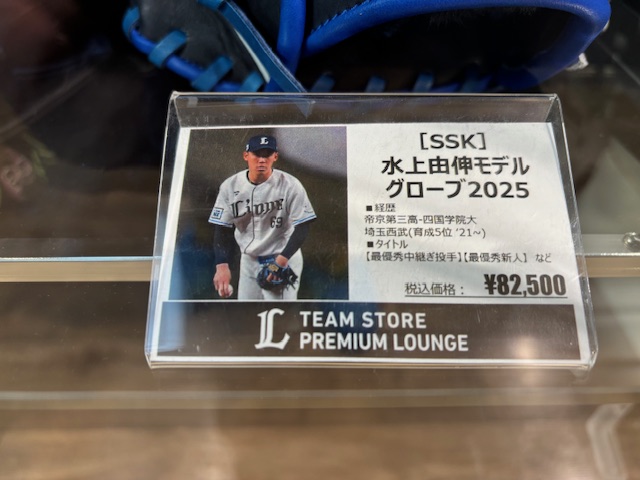 [SSK]
水上由伸モデル
グローブ2025
■経歴
帝京第三高-四国学院大
埼玉西武(育成5位 '21~)
■タイトル
【最優秀中継ぎ投手】【最優秀新人】 など
税込価格： ¥82,500
L
Lions
69
L TEAM STORE
PREMIUM LOUNGE